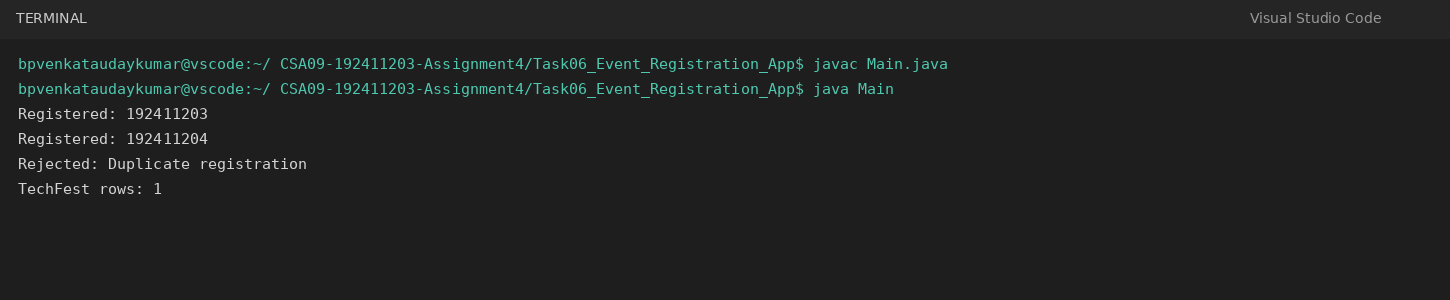 TERMINAL
Visual Studio Code
bpvenkataudaykumar@vscode:~/ CSA09-192411203-Assignment4/Task06_Event_Registration_App$ javac Main.java
bpvenkataudaykumar@vscode:~/ CSA09-192411203-Assignment4/Task06_Event_Registration_App$ java Main
Registered: 192411203
Registered: 192411204
Rejected: Duplicate registration
TechFest rows: 1